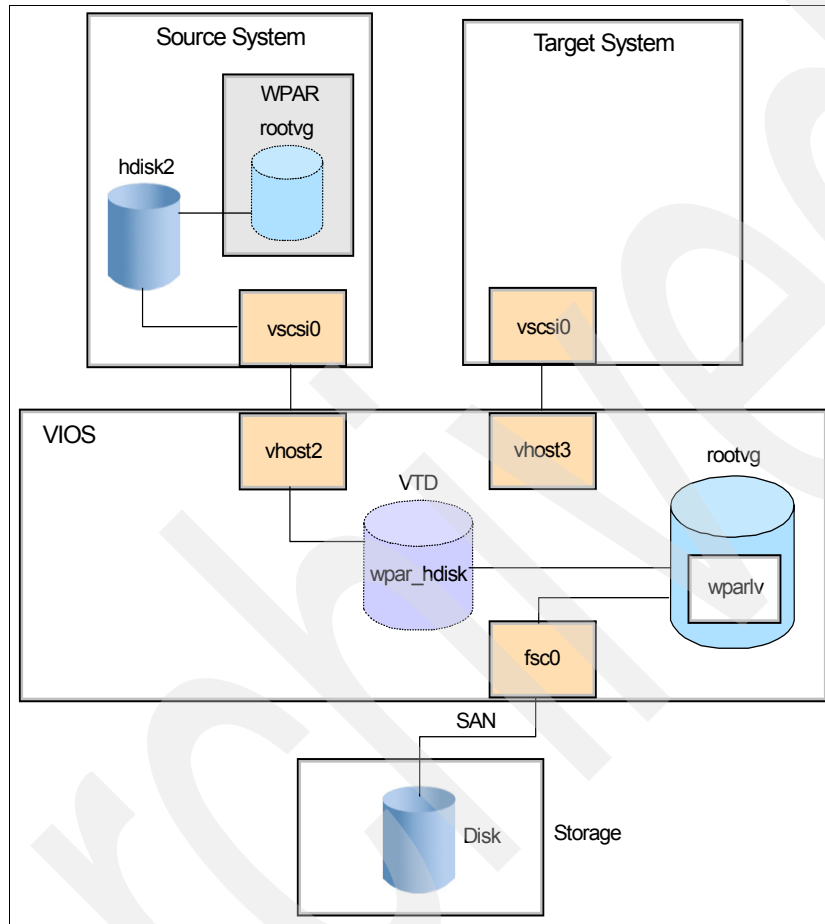 Source System
Target System
WPAR
rootvg
hdisk2
vscsi0
vscsi0
VIOS
vhost2
vhost3
rootvg
VTD
wpar_hdisk
wparlv
fsc0
SAN
Disk
Storage